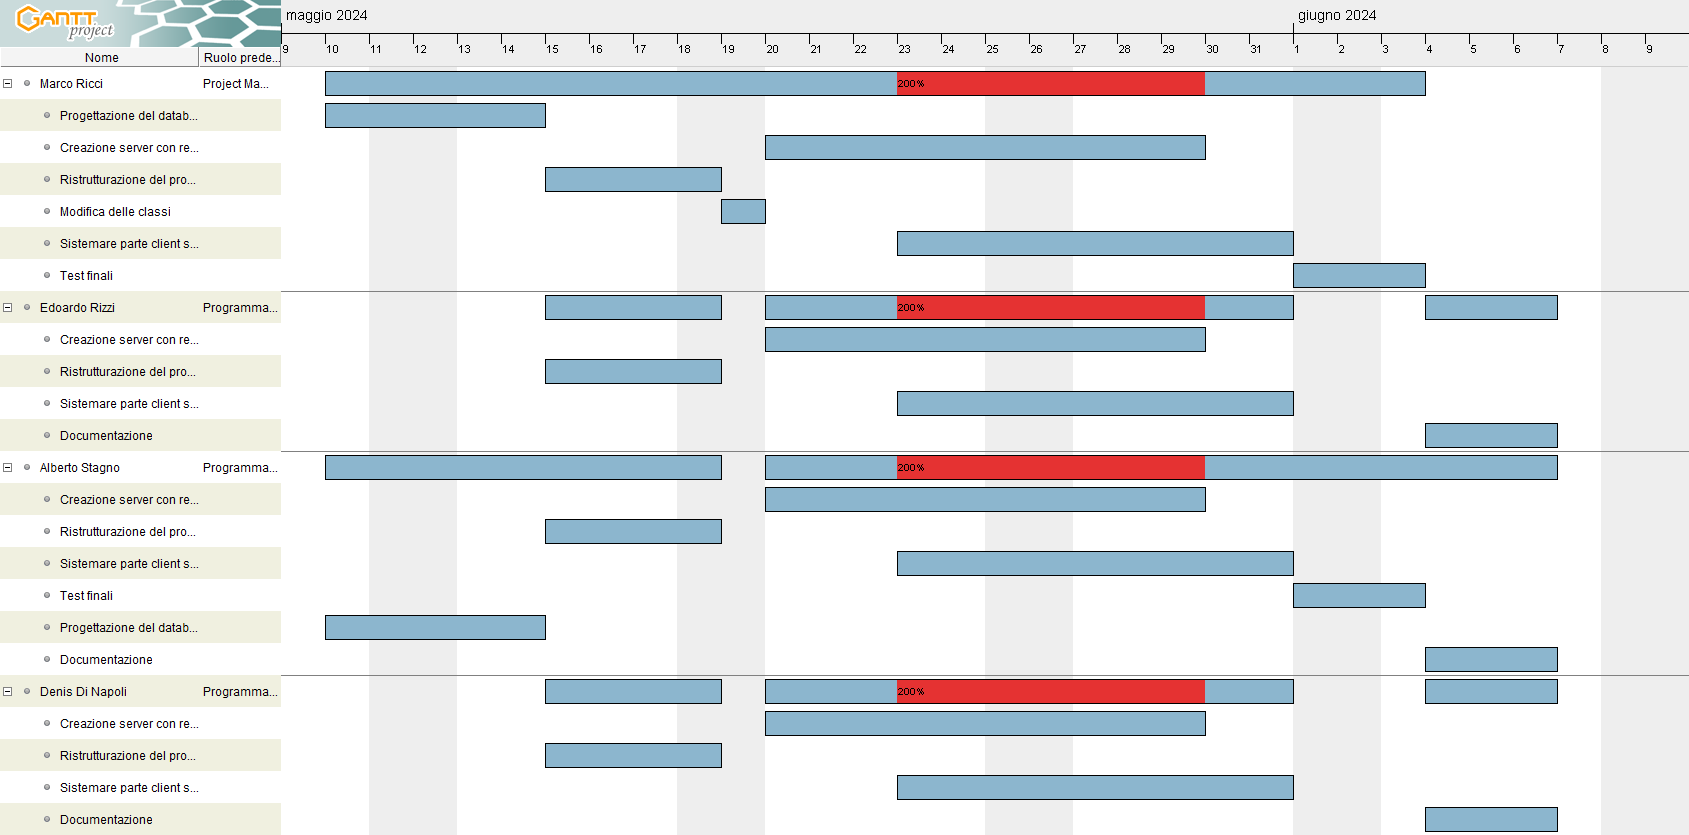 GANTT
project
maggio 2024
giugno 2024
Nome
Ruolo prede...
9 10 11 12 13 14 15 16 17 18 19 20 21 22 23 24 25 26 27 28 29 30 31 1 2 3 4 5 6 7 8 9
Marco Ricci Project Ma... 200%
Progettazione del datab...
Creazione server con re...
Ristrutturazione del pro...
Modifica delle classi
Sistemare parte client s...
Test finali
Edoardo Rizzi Programma... 200%
Creazione server con re...
Ristrutturazione del pro...
Sistemare parte client s...
Documentazione
Alberto Stagno Programma... 200%
Creazione server con re...
Ristrutturazione del pro...
Sistemare parte client s...
Test finali
Progettazione del datab...
Documentazione
Denis Di Napoli Programma... 200%
Creazione server con re...
Ristrutturazione del pro...
Sistemare parte client s...
Documentazione